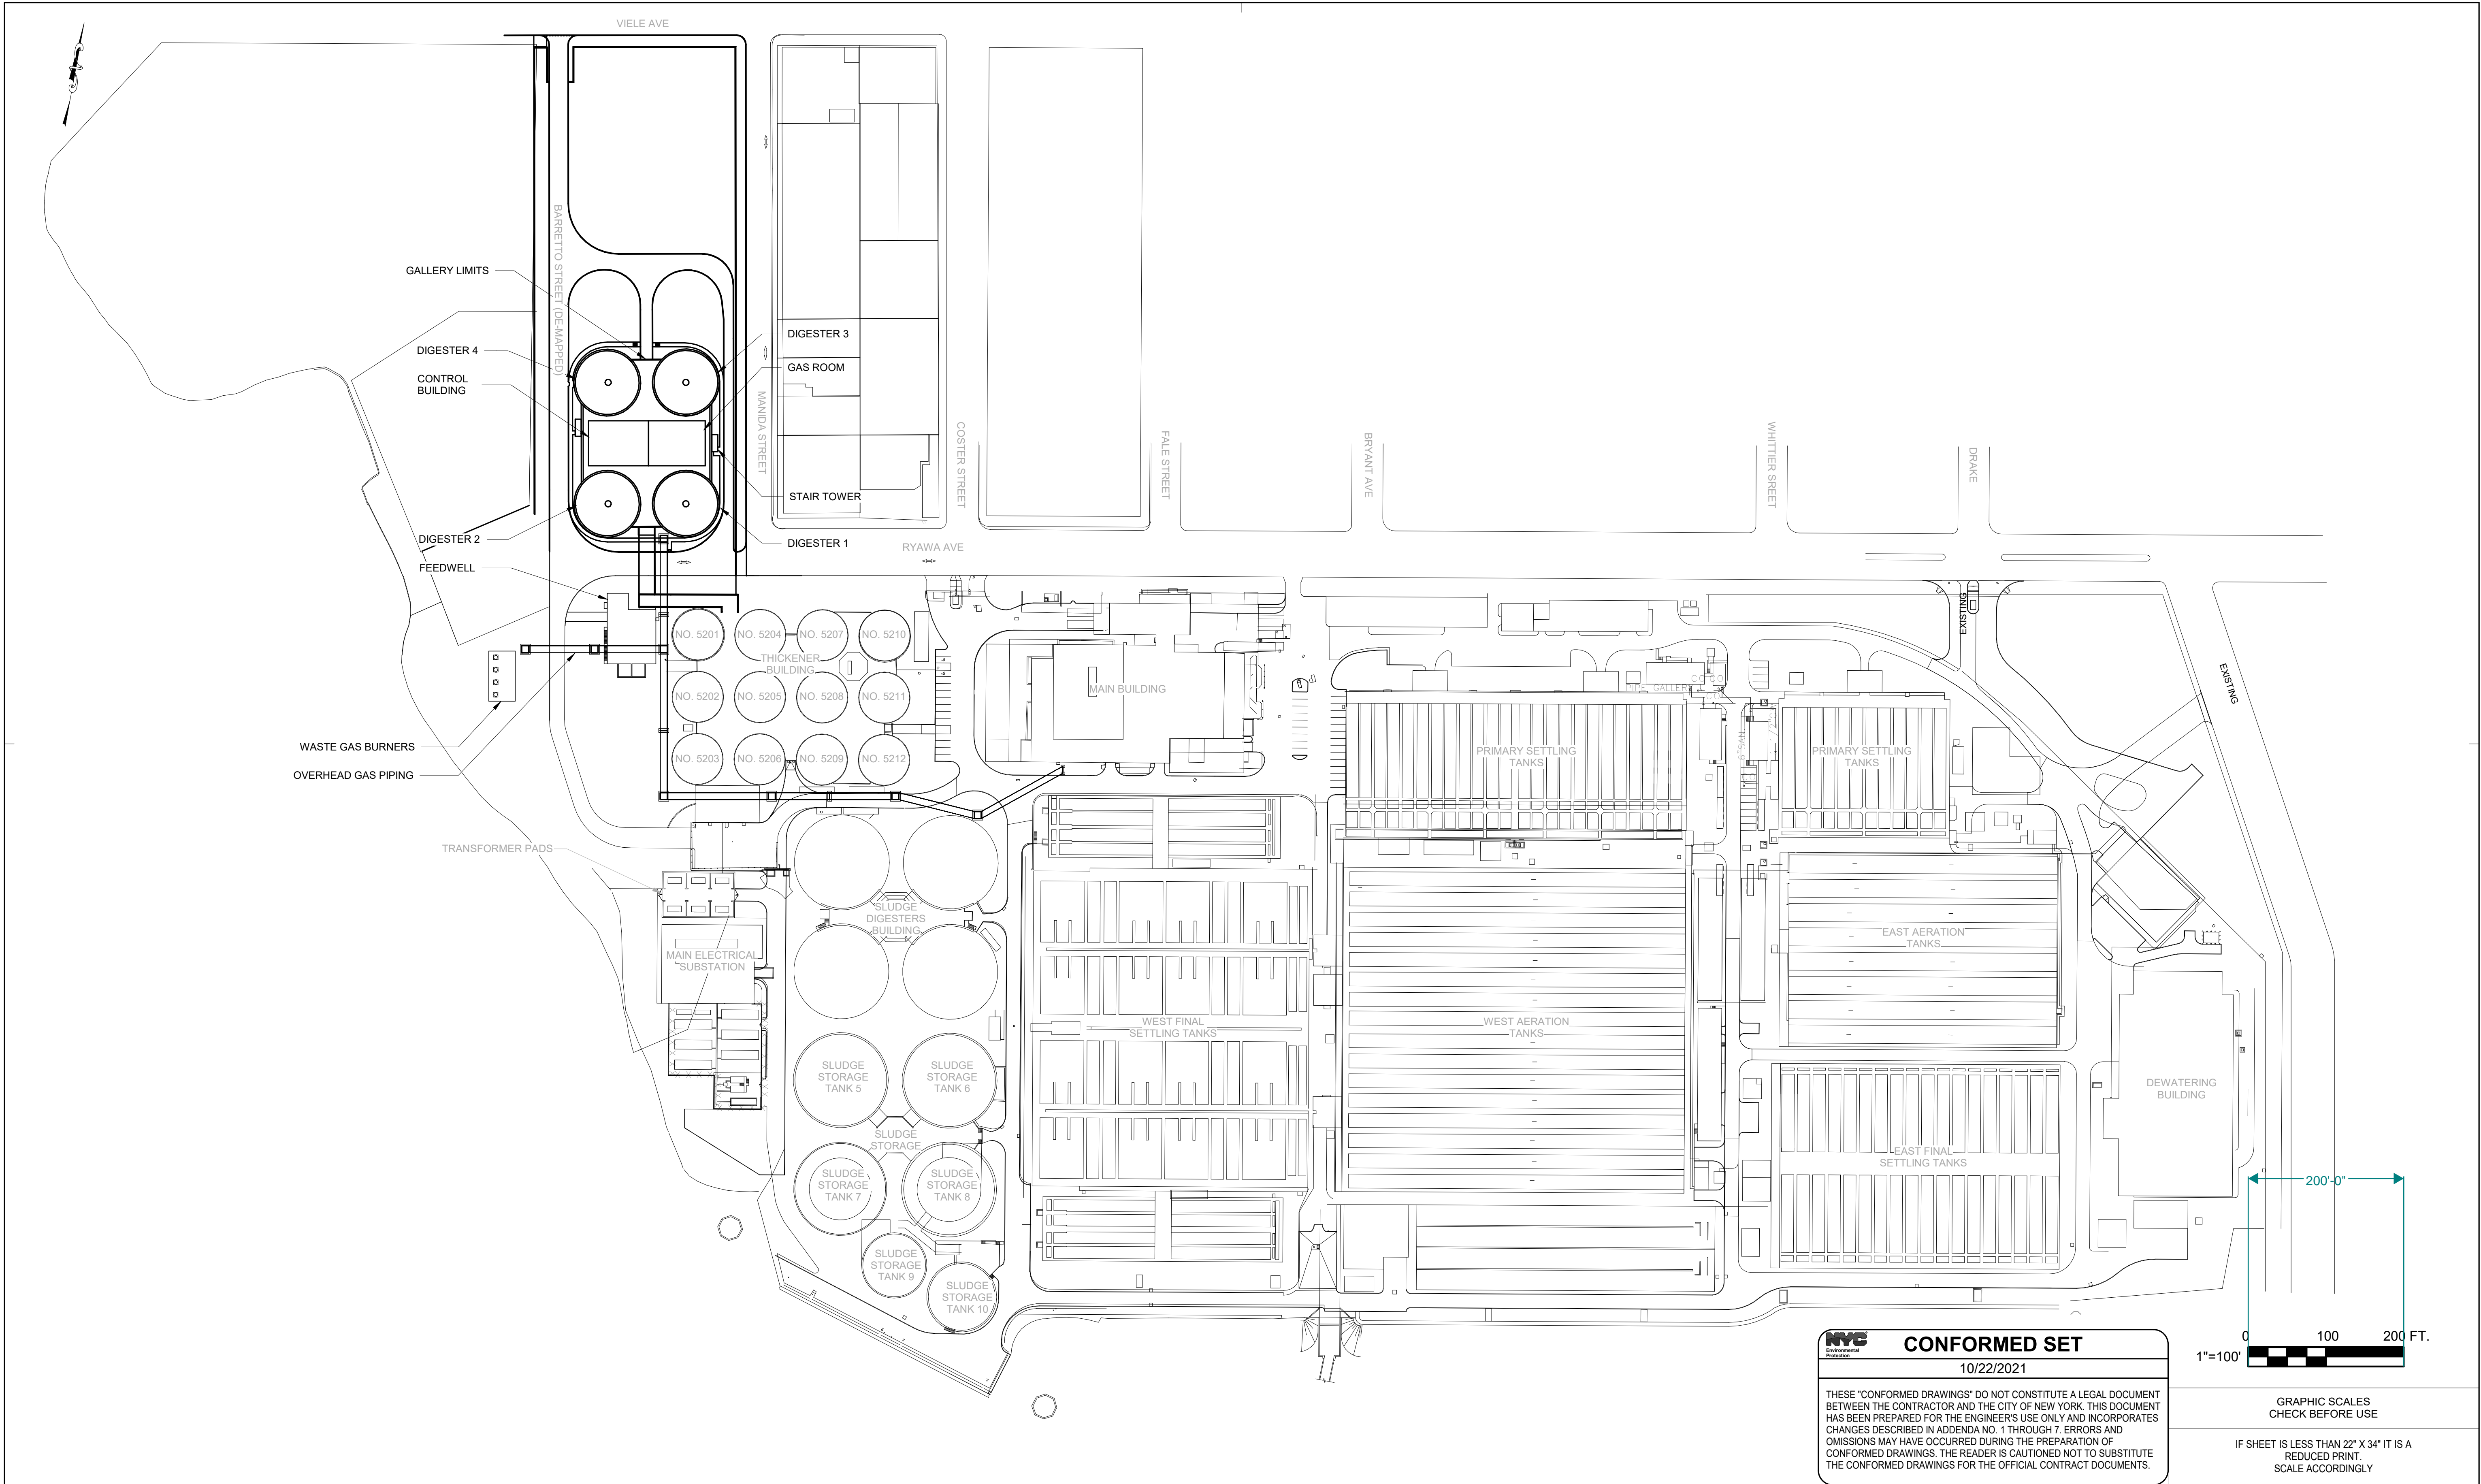 VIELE AVE
BARRETTO STREET (DE-MAPPED)
GALLERY LIMITS
DIGESTER 4
CONTROL
BUILDING
DIGESTER 3
GAS ROOM
MANIDA STREET
STAIR TOWER
DIGESTER 2
DIGESTER 1
FEEDWELL
COSTER STREET
FALE STREET
BRYANT AVE
WHITTIER SREET
DRAKE
RYAWA AVE
EXISTING
EXISTING
NO. 5201
NO. 5204
NO. 5207
NO. 5210
THICKENER
BUILDING
NO. 5202
NO. 5205
NO. 5208
NO. 5211
NO. 5203
NO. 5206
NO. 5209
NO. 5212
MAIN BUILDING
PIPE GALLERY
WASTE GAS BURNERS
OVERHEAD GAS PIPING
PRIMARY SETTLING
TANKS
PRIMARY SETTLING
TANKS
TRANSFORMER PADS
SLUDGE
DIGESTERS
BUILDING
MAIN ELECTRICAL
SUBSTATION
EAST AERATION
TANKS
WEST FINAL
SETTLING TANKS
WEST AERATION
TANKS
SLUDGE
STORAGE
TANK 5
SLUDGE
STORAGE
TANK 6
DEWATERING
BUILDING
SLUDGE
STORAGE
EAST FINAL
SETTLING TANKS
SLUDGE
STORAGE
TANK 7
SLUDGE
STORAGE
TANK 8
SLUDGE
STORAGE
TANK 9
SLUDGE
STORAGE
TANK 10
200'-0"
0 100 200 FT.
1"=100'
NYC
Environmental
Protection
CONFORMED SET
10/22/2021
THESE "CONFORMED DRAWINGS" DO NOT CONSTITUTE A LEGAL DOCUMENT
BETWEEN THE CONTRACTOR AND THE CITY OF NEW YORK. THIS DOCUMENT
HAS BEEN PREPARED FOR THE ENGINEER'S USE ONLY AND INCORPORATES
CHANGES DESCRIBED IN ADDENDA NO. 1 THROUGH 7. ERRORS AND
OMISSIONS MAY HAVE OCCURRED DURING THE PREPARATION OF
CONFORMED DRAWINGS. THE READER IS CAUTIONED NOT TO SUBSTITUTE
THE CONFORMED DRAWINGS FOR THE OFFICIAL CONTRACT DOCUMENTS.
GRAPHIC SCALES
CHECK BEFORE USE
IF SHEET IS LESS THAN 22" X 34" IT IS A
REDUCED PRINT.
SCALE ACCORDINGLY